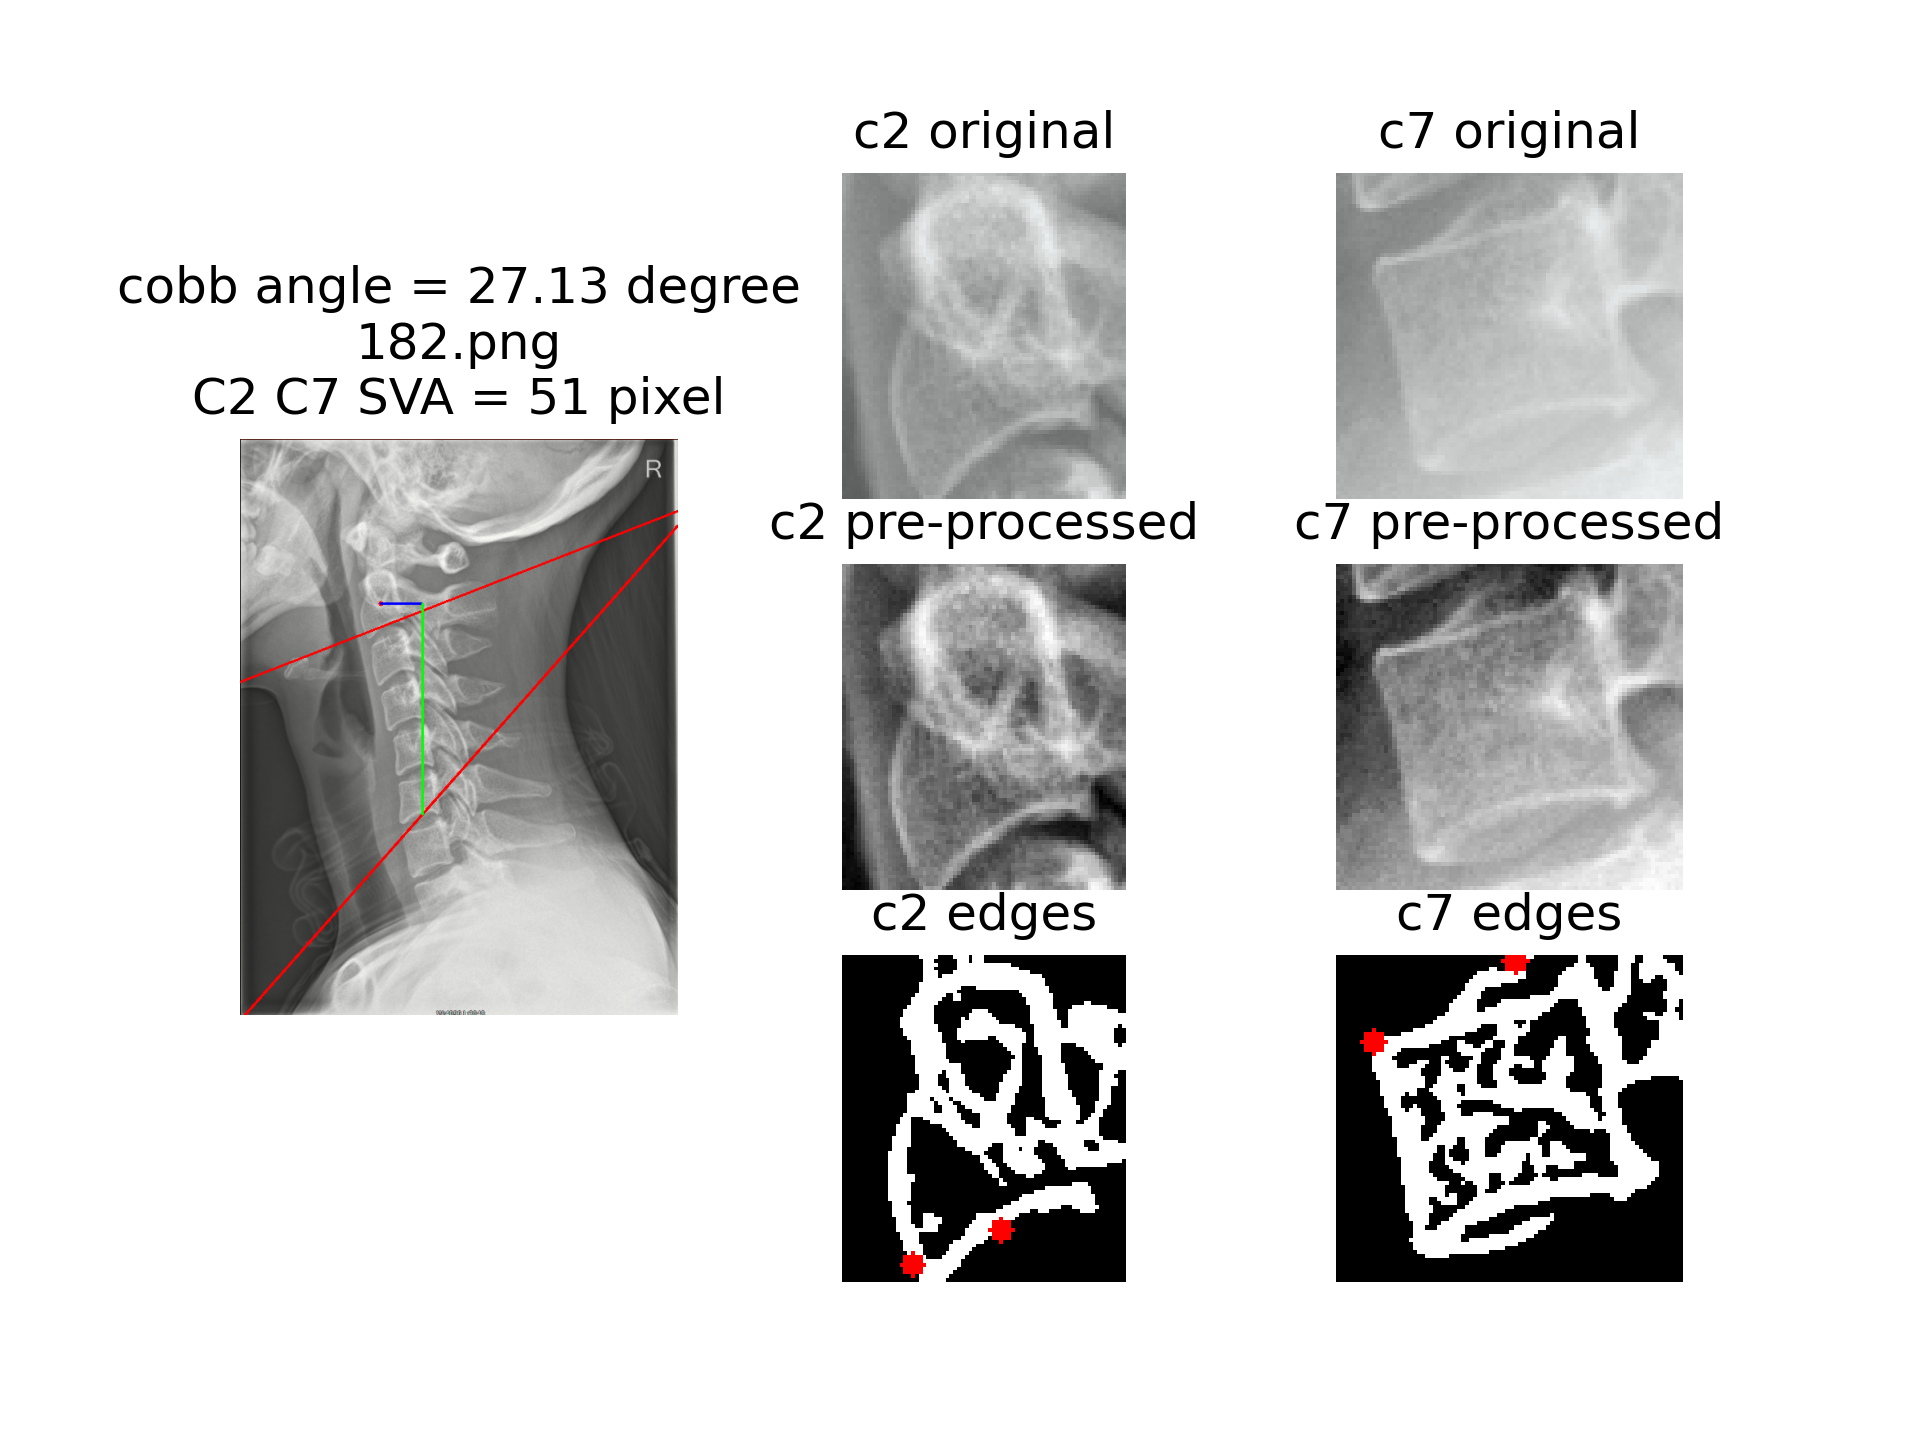 cobb angle = 27.13 degree
182.png
C2 C7 SVA = 51 pixel
R
c2 original
c7 original
c2 pre-processed
c7 pre-processed
c2 edges
c7 edges